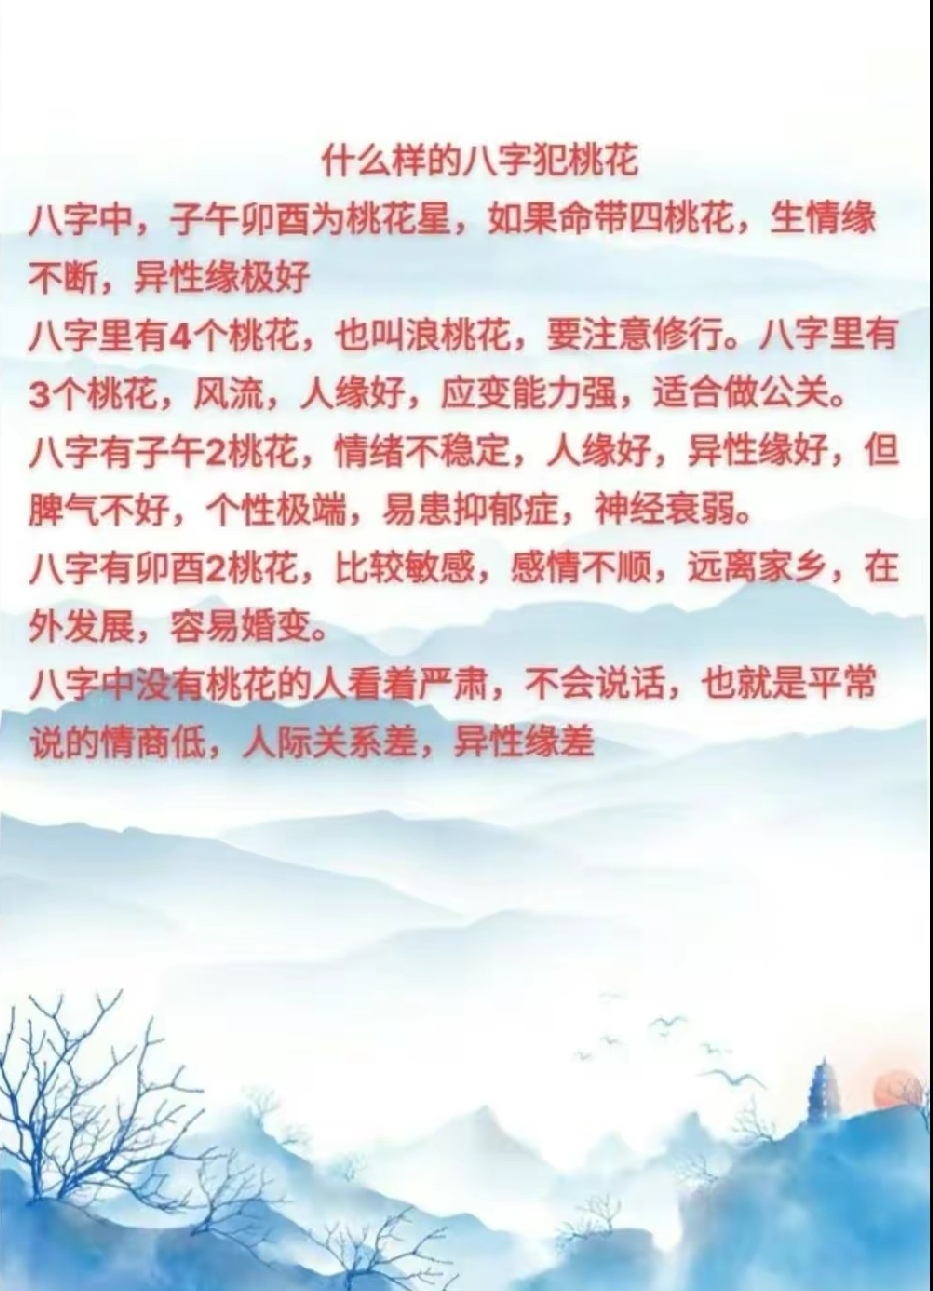 什么样的八字犯桃花
八字中，子午卯酉为桃花星，如果命带四桃花，生情缘
不断，异性缘极好
八字里有4个桃花，也叫浪桃花，要注意修行。八字里有
3个桃花，风流，人缘好，应变能力强，适合做公关。
八字有子午2桃花，情绪不稳定，人缘好，异性缘好，但
脾气不好，个性极端，易患抑郁症，神经衰弱。
八字有卯酉2桃花，比较敏感，感情不顺，远离家乡，在
外发展，容易婚变。
八字中没有桃花的人看着严肃，不会说话，也就是平常
说的情商低，人际关系差，异性缘差